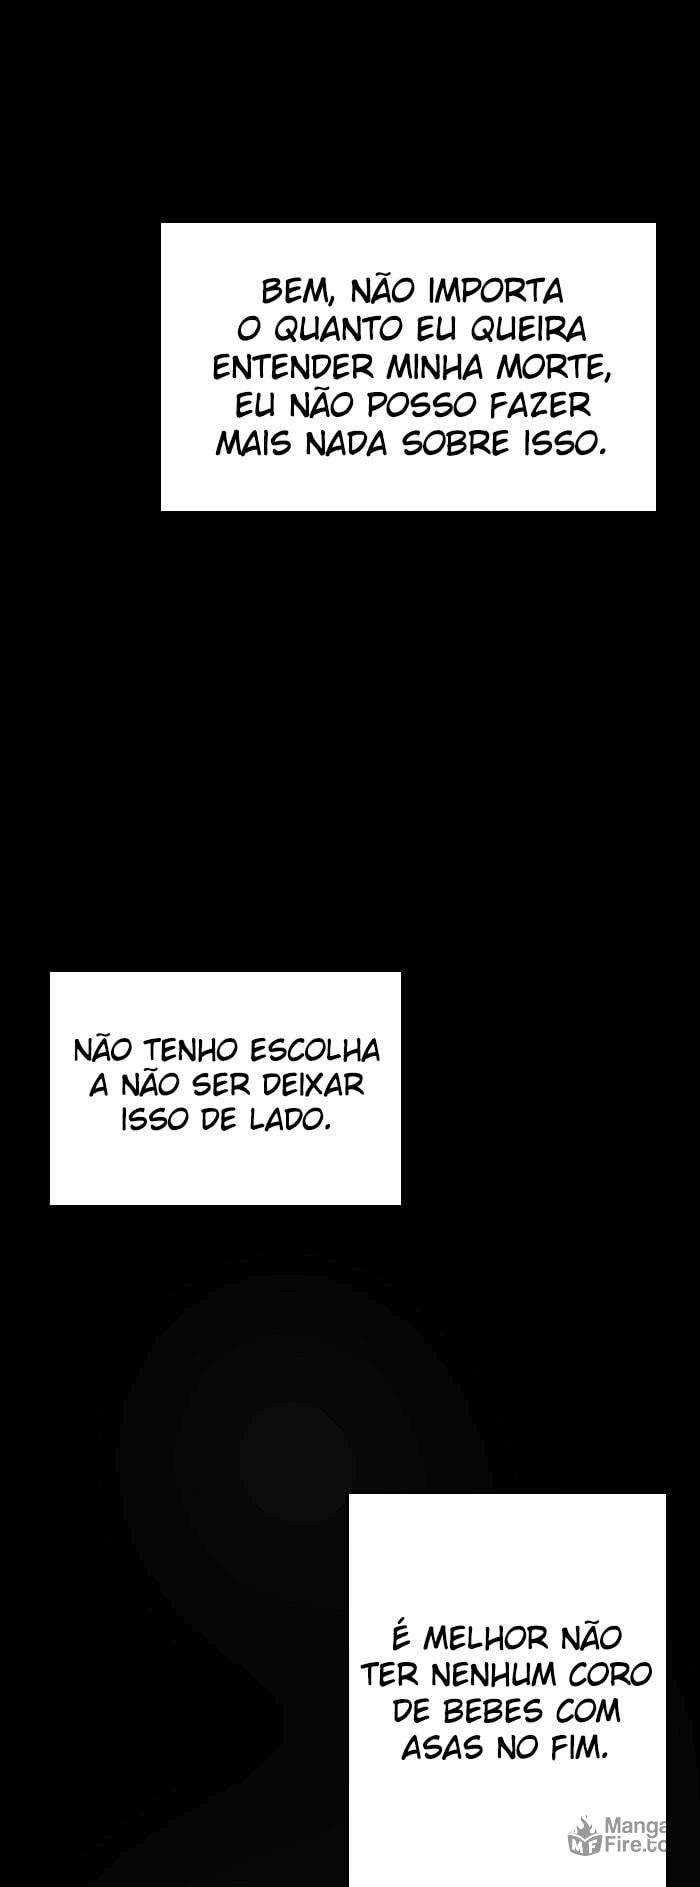 BEM, NÃO IMPORTA
O QUANTO EU QUEIRA
ENTENDER MINHA MORTE,
EU NÃO POSSO FAZER
MAIS NADA SOBRE ISSO.
NÃO TENHO ESCOLHA
A NÃO SER DEIXAR
ISSO DE LADO.
É MELHOR NÃO
TER NENHUM CORO
DE BEBES COM
ASAS NO FIM.
Manga
MF Fire.to